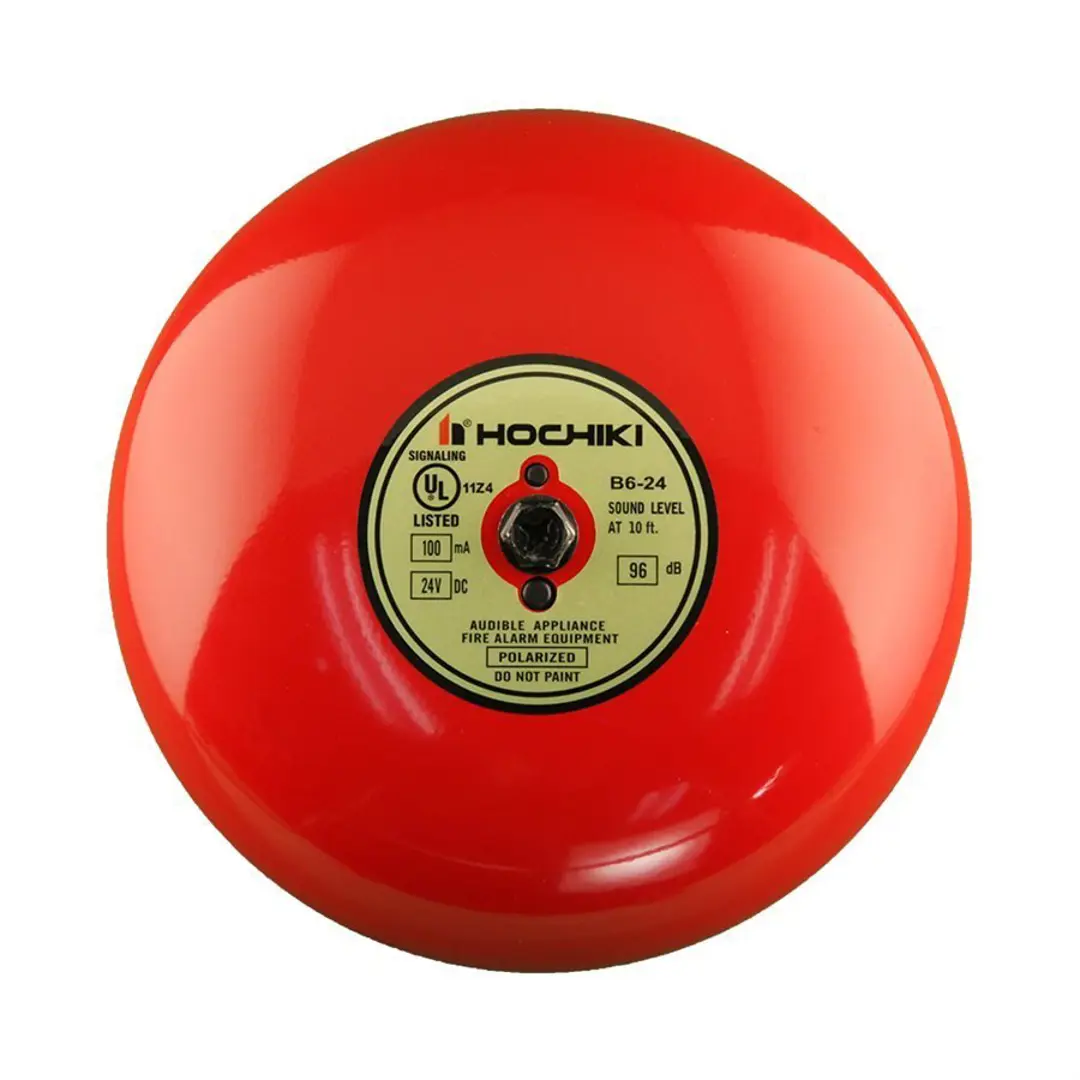 ® HOCHIKI
SIGNALING
UL ® 11Z4
LISTED
100 mA
24V DC
B6-24
SOUND LEVEL
AT 10 ft.
96 dB
AUDIBLE APPLIANCE
FIRE ALARM EQUIPMENT
POLARIZED
DO NOT PAINT